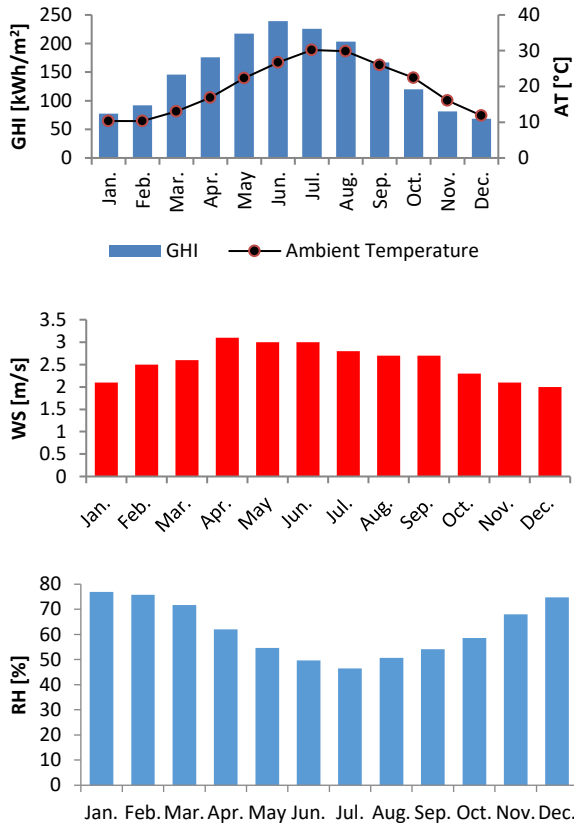 GHI [kWh/m²]
250
200
150
100
50
0
40
30
20
10
0
AT [°C]
Jan.
Feb.
Mar.
Apr.
May
Jun.
Jul.
Aug.
Sep.
Oct.
Nov.
Dec.
GHI
Ambient Temperature
WS [m/s]
3.5
3
2.5
2
1.5
1
0.5
0
Jan.
Feb.
Mar.
Apr.
May
Jun.
Jul.
Aug.
Sep.
Oct.
Nov.
Dec.
RH [%]
80
70
60
50
40
30
20
10
0
Jan. Feb. Mar. Apr. May Jun. Jul. Aug. Sep. Oct. Nov. Dec.